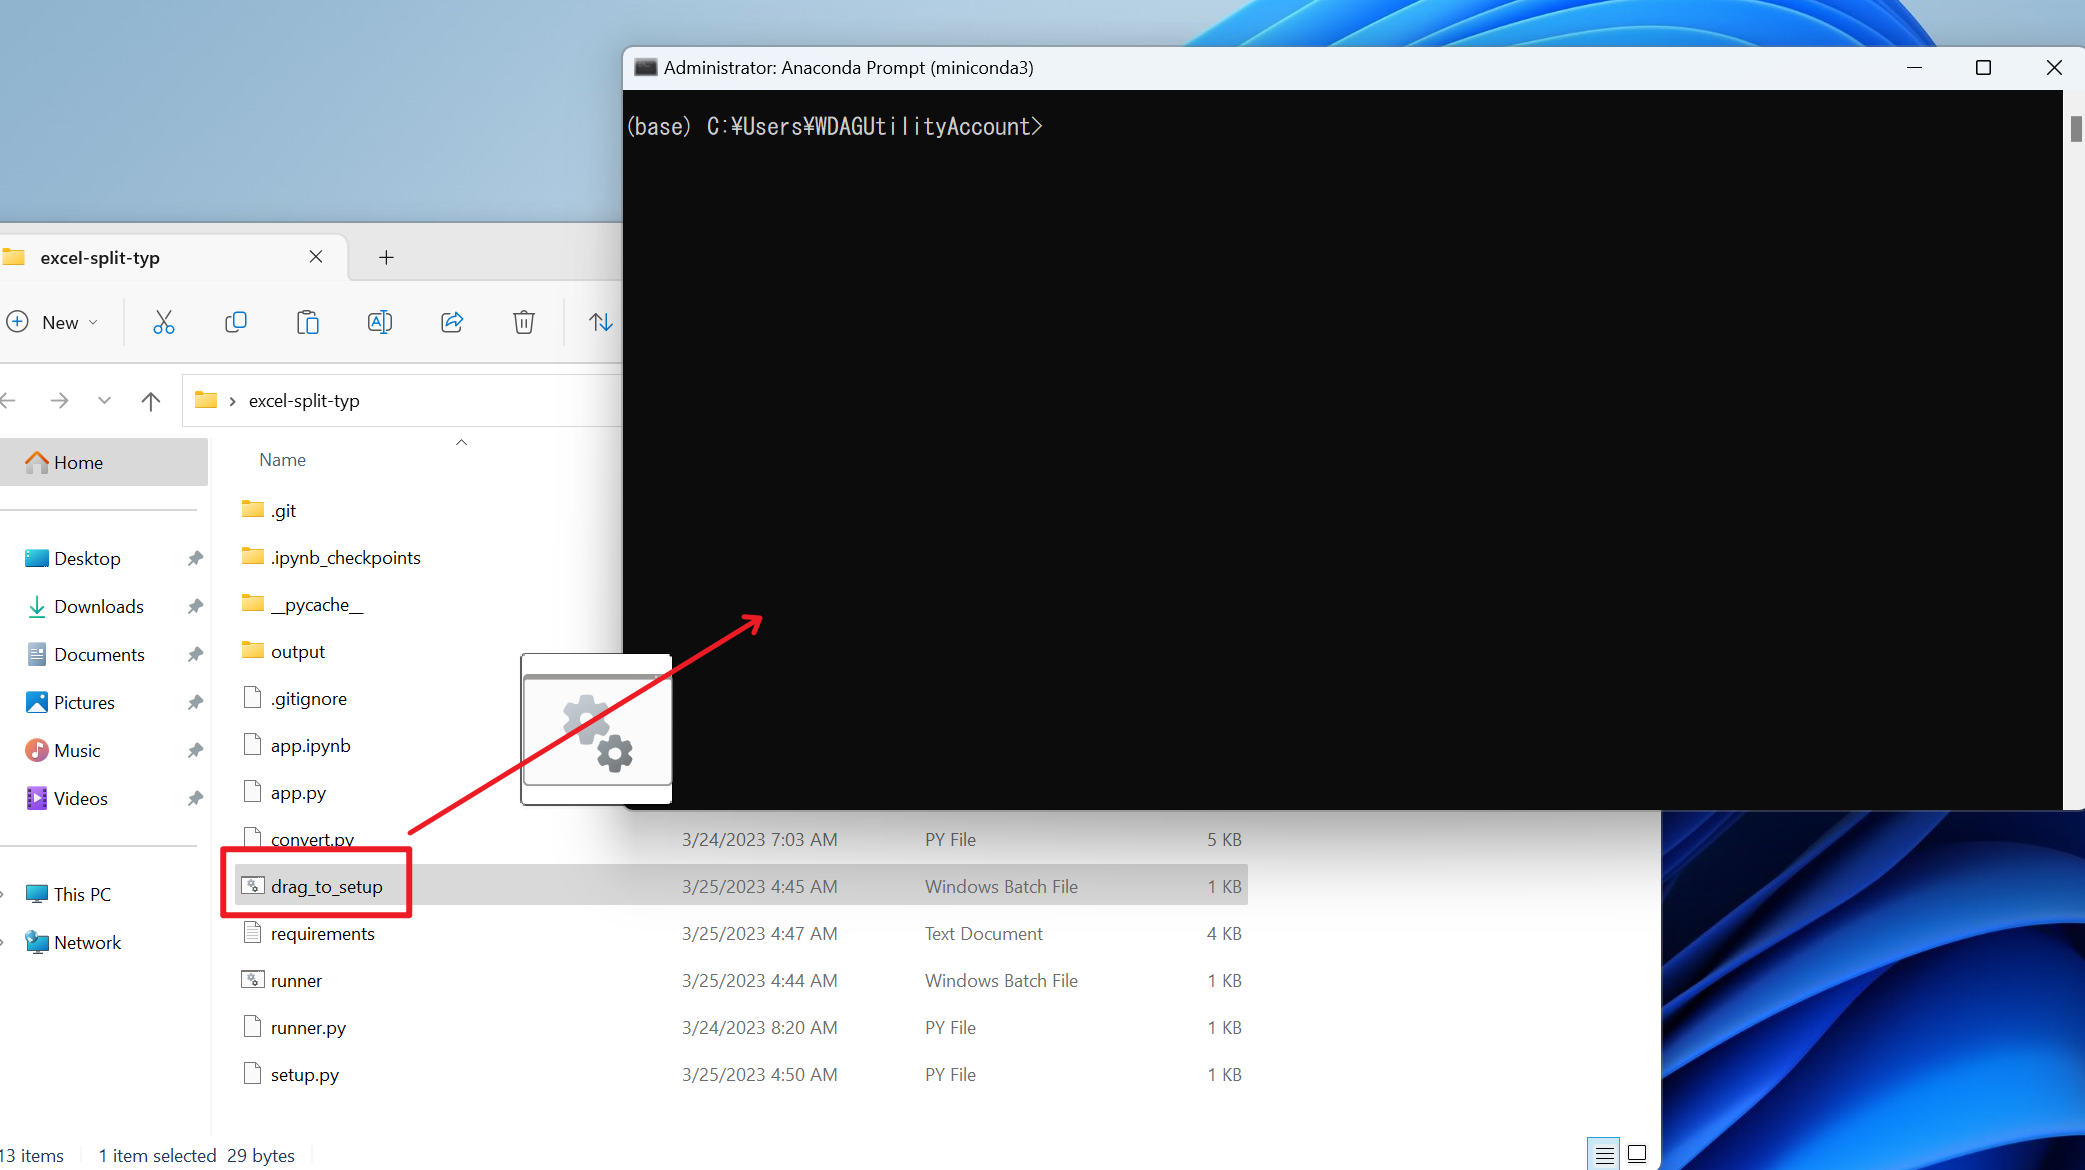 Administrator: Anaconda Prompt (miniconda3)
(base) C:¥Users¥WDAGUtilityAccount>
excel-split-typ
New
excel-split-typ
Home
Desktop
Downloads
Documents
Pictures
Music
Videos
This PC
Network
Name
.git
.ipynb_checkpoints
__pycache__
output
.gitignore
app.ipynb
app.py
convert.py 3/24/2023 7:03 AM PY File 5 KB
drag_to_setup 3/25/2023 4:45 AM Windows Batch File 1 KB
requirements 3/25/2023 4:47 AM Text Document 4 KB
runner 3/25/2023 4:44 AM Windows Batch File 1 KB
runner.py 3/24/2023 8:20 AM PY File 1 KB
setup.py 3/25/2023 4:50 AM PY File 1 KB
13 items 1 item selected 29 bytes